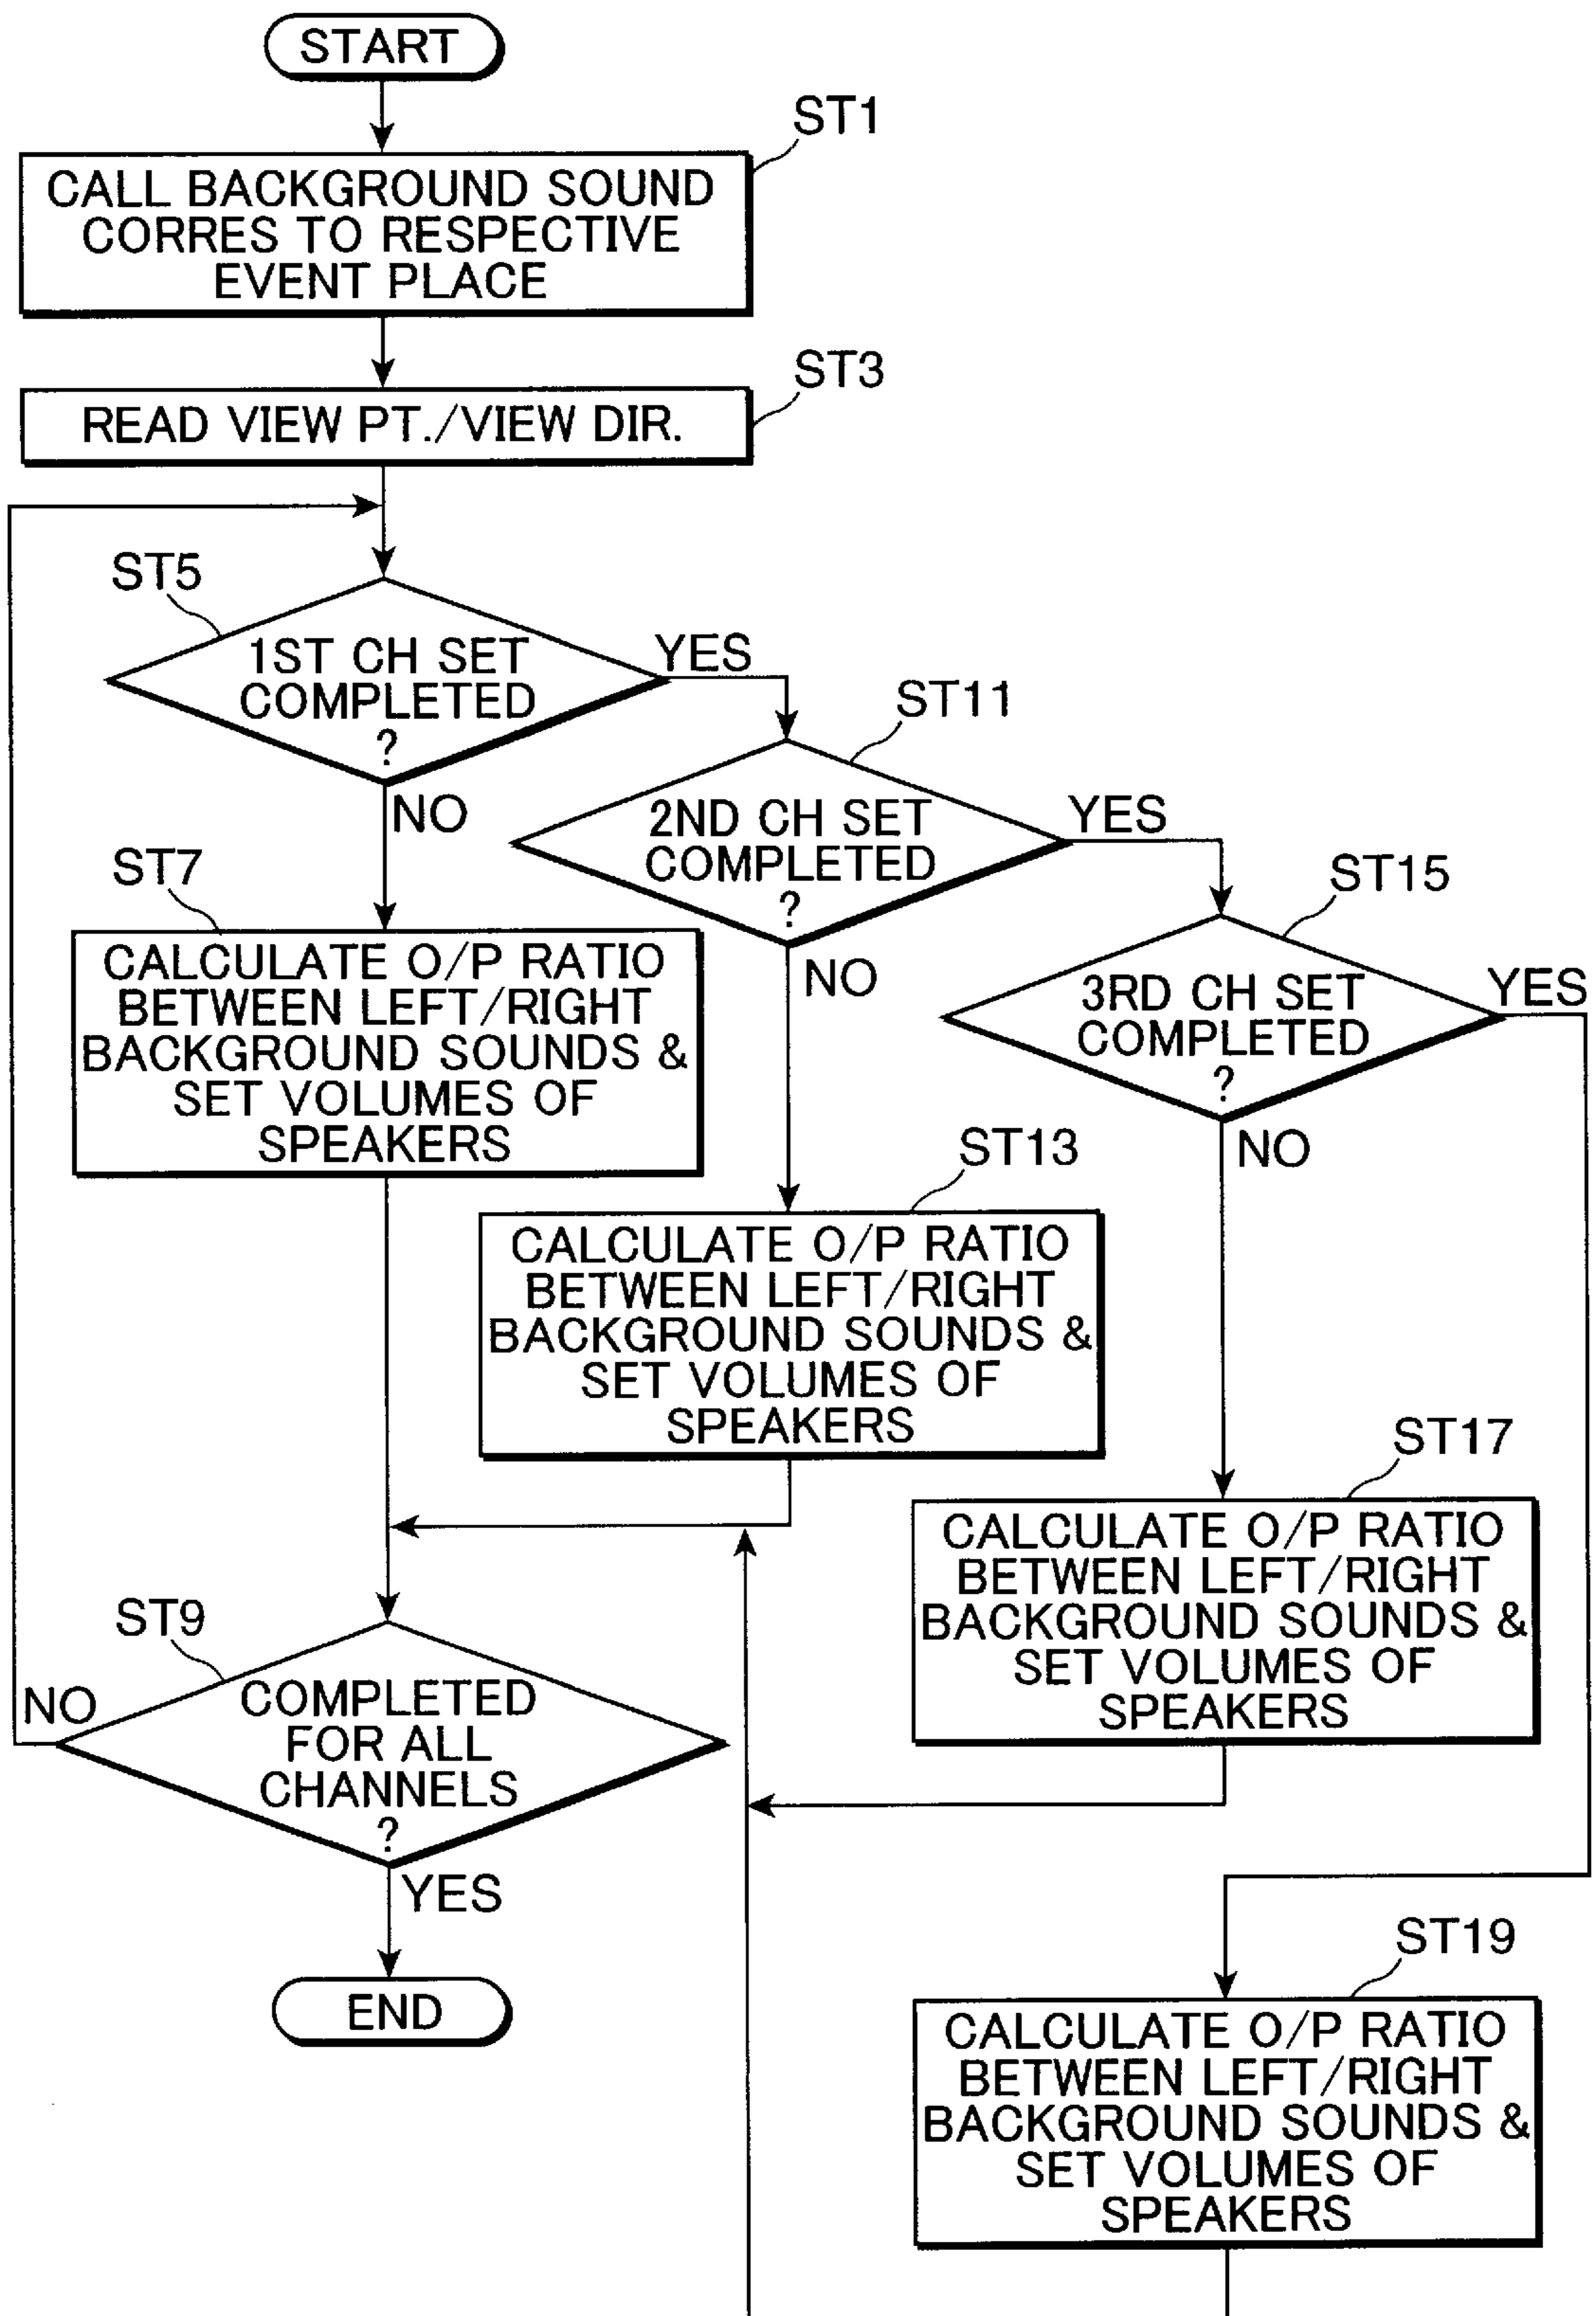 START
ST1
CALL BACKGROUND SOUND
CORRES TO RESPECTIVE
EVENT PLACE
ST3
READ VIEW PT./VIEW DIR.
ST5
1ST CH SET
COMPLETED
?
YES
NO
ST11
2ND CH SET
COMPLETED
?
YES
NO
ST15
3RD CH SET
COMPLETED
?
YES
NO
ST7
CALCULATE O/P RATIO
BETWEEN LEFT/RIGHT
BACKGROUND SOUNDS &
SET VOLUMES OF
SPEAKERS
ST13
CALCULATE O/P RATIO
BETWEEN LEFT/RIGHT
BACKGROUND SOUNDS &
SET VOLUMES OF
SPEAKERS
ST17
CALCULATE O/P RATIO
BETWEEN LEFT/RIGHT
BACKGROUND SOUNDS &
SET VOLUMES OF
SPEAKERS
ST9
NO
COMPLETED
FOR ALL
CHANNELS
?
YES
END
ST19
CALCULATE O/P RATIO
BETWEEN LEFT/RIGHT
BACKGROUND SOUNDS &
SET VOLUMES OF
SPEAKERS